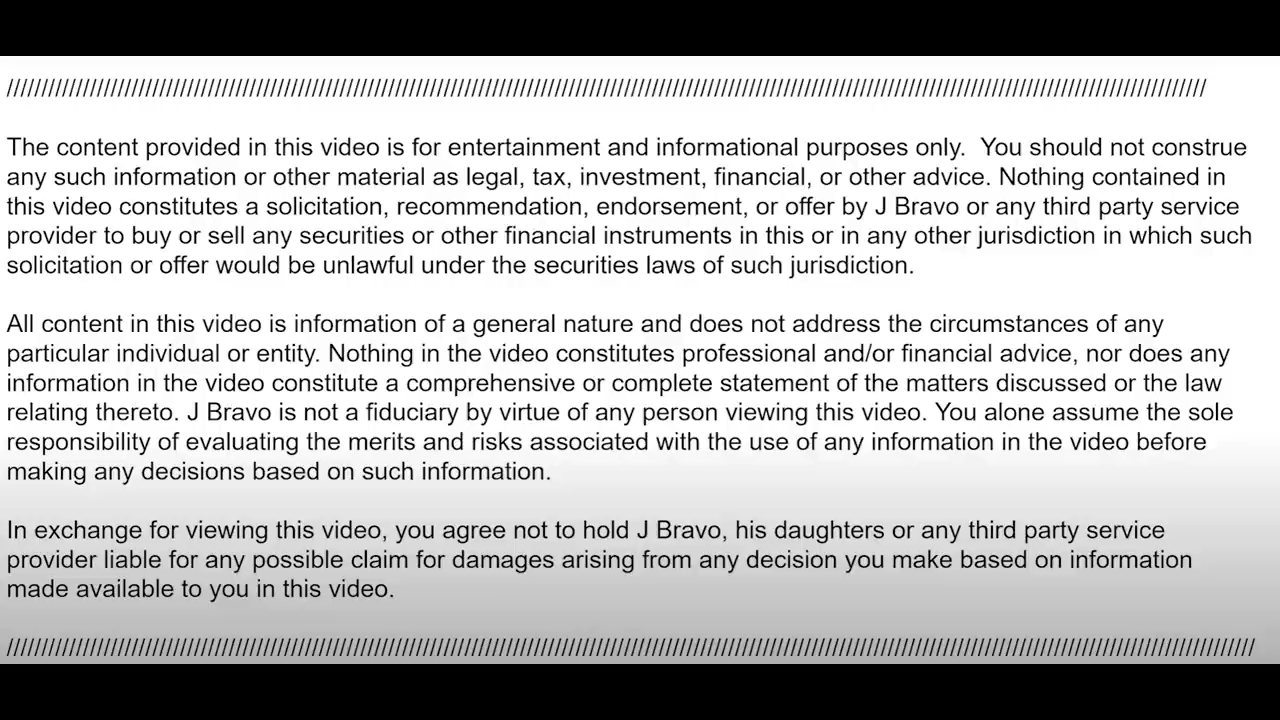 ////////////////////////////////////////////////////////////////////////////////////////////////////////////////////////////////////////////////////////////////////////////////
The content provided in this video is for entertainment and informational purposes only.  You should not construe
any such information or other material as legal, tax, investment, financial, or other advice. Nothing contained in
this video constitutes a solicitation, recommendation, endorsement, or offer by J Bravo or any third party service
provider to buy or sell any securities or other financial instruments in this or in any other jurisdiction in which such
solicitation or offer would be unlawful under the securities laws of such jurisdiction.
All content in this video is information of a general nature and does not address the circumstances of any
particular individual or entity. Nothing in the video constitutes professional and/or financial advice, nor does any
information in the video constitute a comprehensive or complete statement of the matters discussed or the law
relating thereto. J Bravo is not a fiduciary by virtue of any person viewing this video. You alone assume the sole
responsibility of evaluating the merits and risks associated with the use of any information in the video before
making any decisions based on such information.
In exchange for viewing this video, you agree not to hold J Bravo, his daughters or any third party service
provider liable for any possible claim for damages arising from any decision you make based on information
made available to you in this video.
///////////////////////////////////////////////////////////////////////////////////////////////////////////////////////////////////////////////////////////////////////////////////////